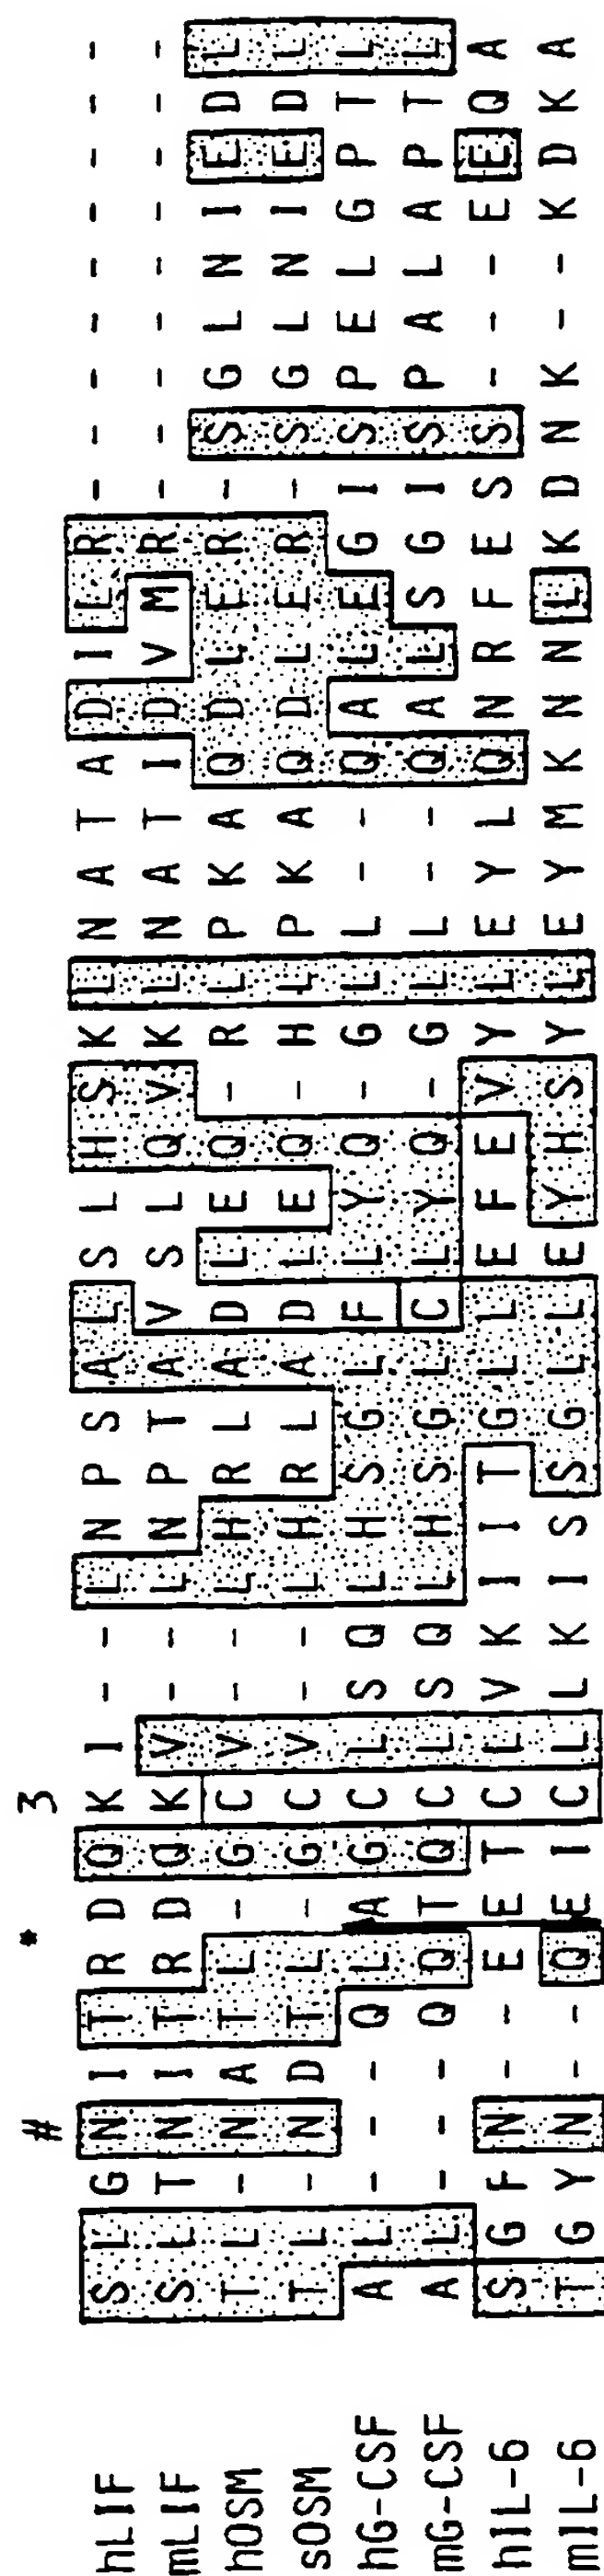 # * 3
hLIF S L G N I T R D Q K I - - L N P S A L S L H S K L N A T A D I L R - - - - - - - - -
mLIF S L T N I T R D Q K V - - L N P T A V S L Q V K L N A T I D V M R - - - - - - - - -
hOSM T L - N A T L - G C V - - L H R L A D L E Q - R L P K A Q D L E R - S G L N I E D L
sOSM T L - N D T L - G C V - - L H R L A D L E Q - H L P K A Q D L E R - S G L N I E D L
hG-CSF A L - - - Q L A G C L S Q L H S G L F L Y Q - G L L - - Q A L E G I S P E L G P T L
mG-CSF A L - - - Q Q T Q C L S Q L H S G L C L Y Q - G L L - - Q A L S G I S P A L A P T L
hIL-6 S G F N - - E E T C L V K I I T G L L E F E V Y L E Y L Q N R F E S S - - - E E Q A
mIL-6 T G Y N - - Q E I C L L K I S S G L L E Y H S Y L E Y M K N N L K D N K - - K D K A